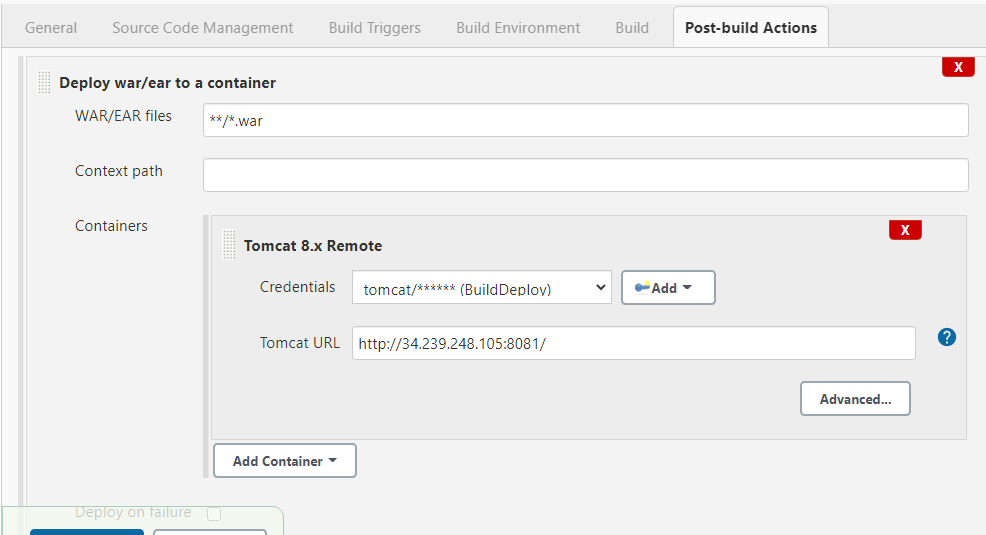 General Source Code Management Build Triggers Build Environment Build Post-build Actions
X
Deploy war/ear to a container
WAR/EAR files **/*.war
Context path
Containers
X
Tomcat 8.x Remote
Credentials tomcat/****** (BuildDeploy) Add
Tomcat URL http://34.239.248.105:8081/ ?
Advanced...
Add Container
Deploy on failure